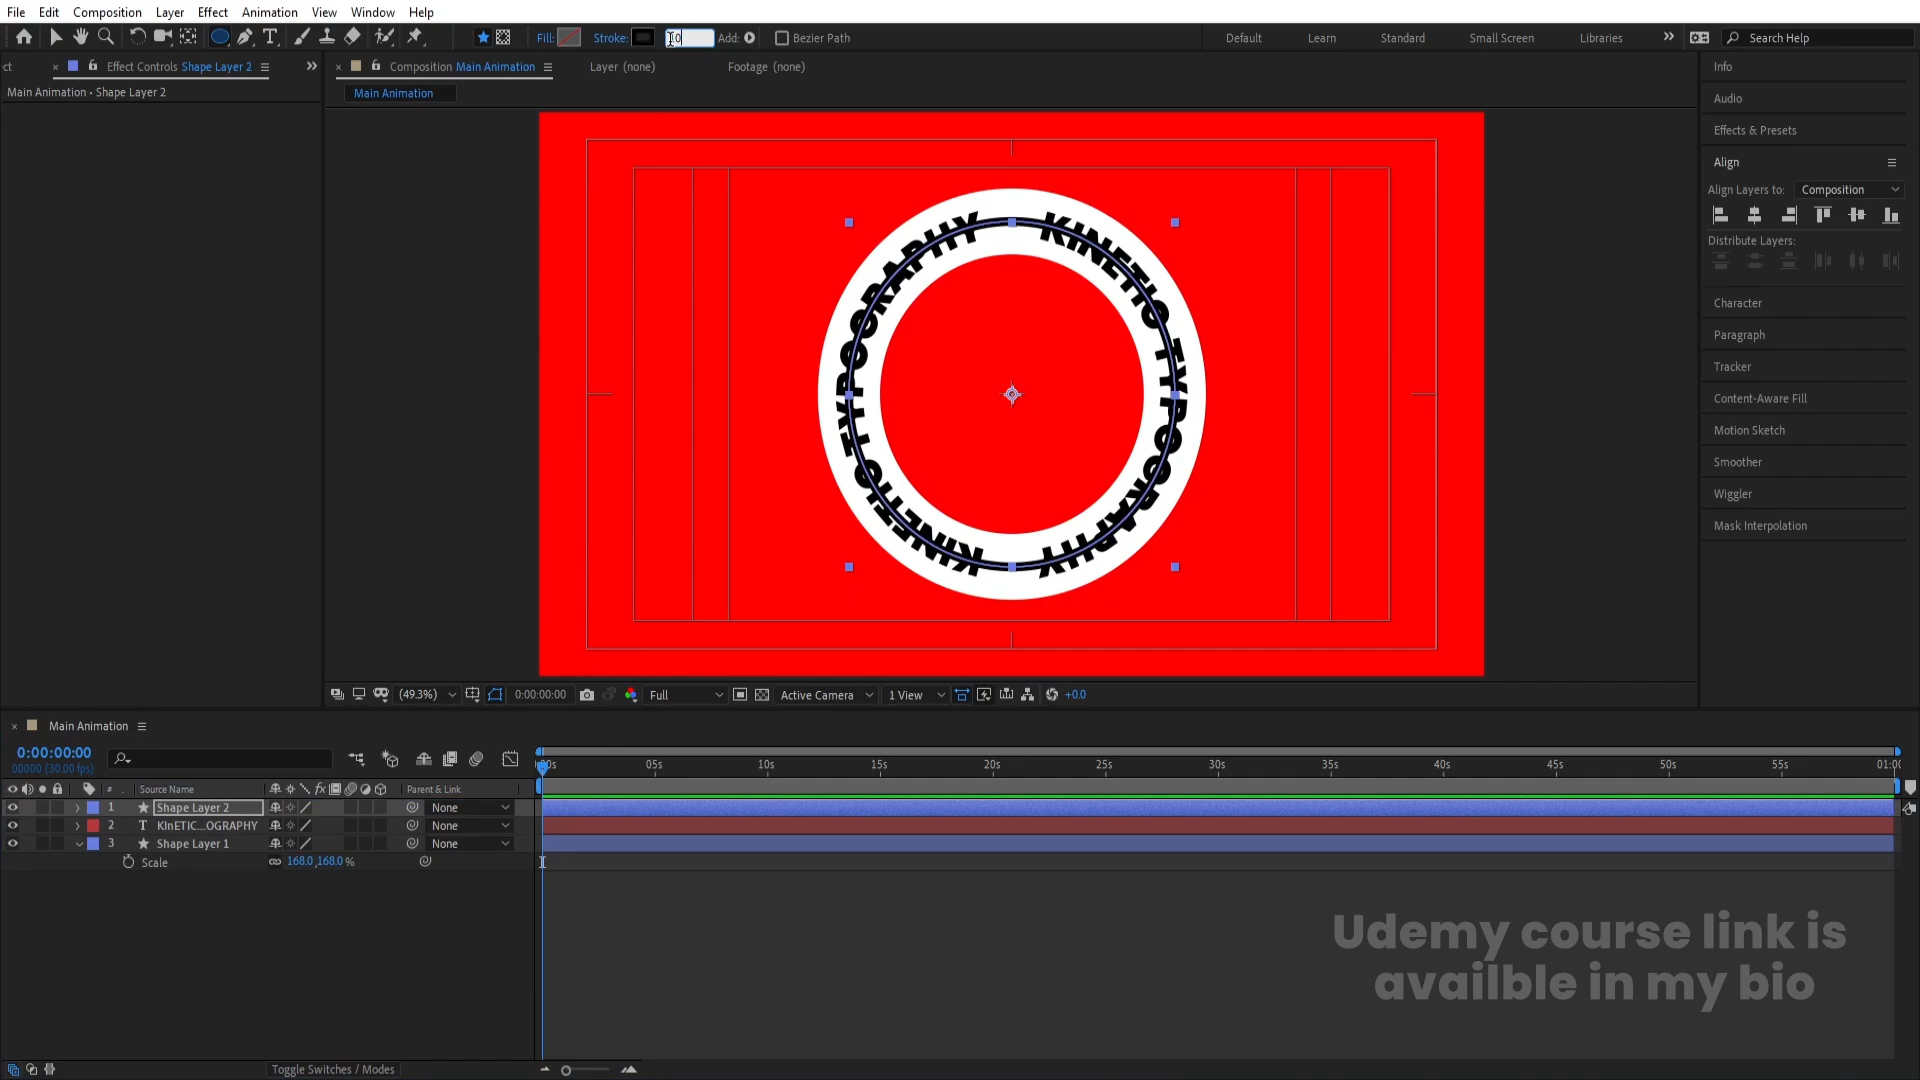 File Edit Composition Layer Effect Animation View Window Help
Fill: Stroke: Add: Bezier Path
Default Learn Standard Small Screen Libraries Search Help
ct Effect Controls Shape Layer 2
Main Animation • Shape Layer 2
Composition Main Animation Layer (none) Footage (none)
Main Animation
KINETIC TYPOGRAPHY
KINETIC TYPOGRAPHY
Info
Audio
Effects & Presets
Align
Align Layers to: Composition
Distribute Layers:
Character
Paragraph
Tracker
Content-Aware Fill
Motion Sketch
Smoother
Wiggler
Mask Interpolation
(49.3%) 0:00:00:00 Full Active Camera 1 View +0.0
Main Animation
0:00:00:00
00000 (30.00 fps)
05s 10s 15s 20s 25s 30s 35s 40s 45s 50s 55s 01:00
# Source Name fx Parent & Link
1 Shape Layer 2 None
2 T KInETIC...OGRAPHY None
3 Shape Layer 1 None
Scale 168.0,168.0%
Udemy course link is
availble in my bio
Toggle Switches / Modes